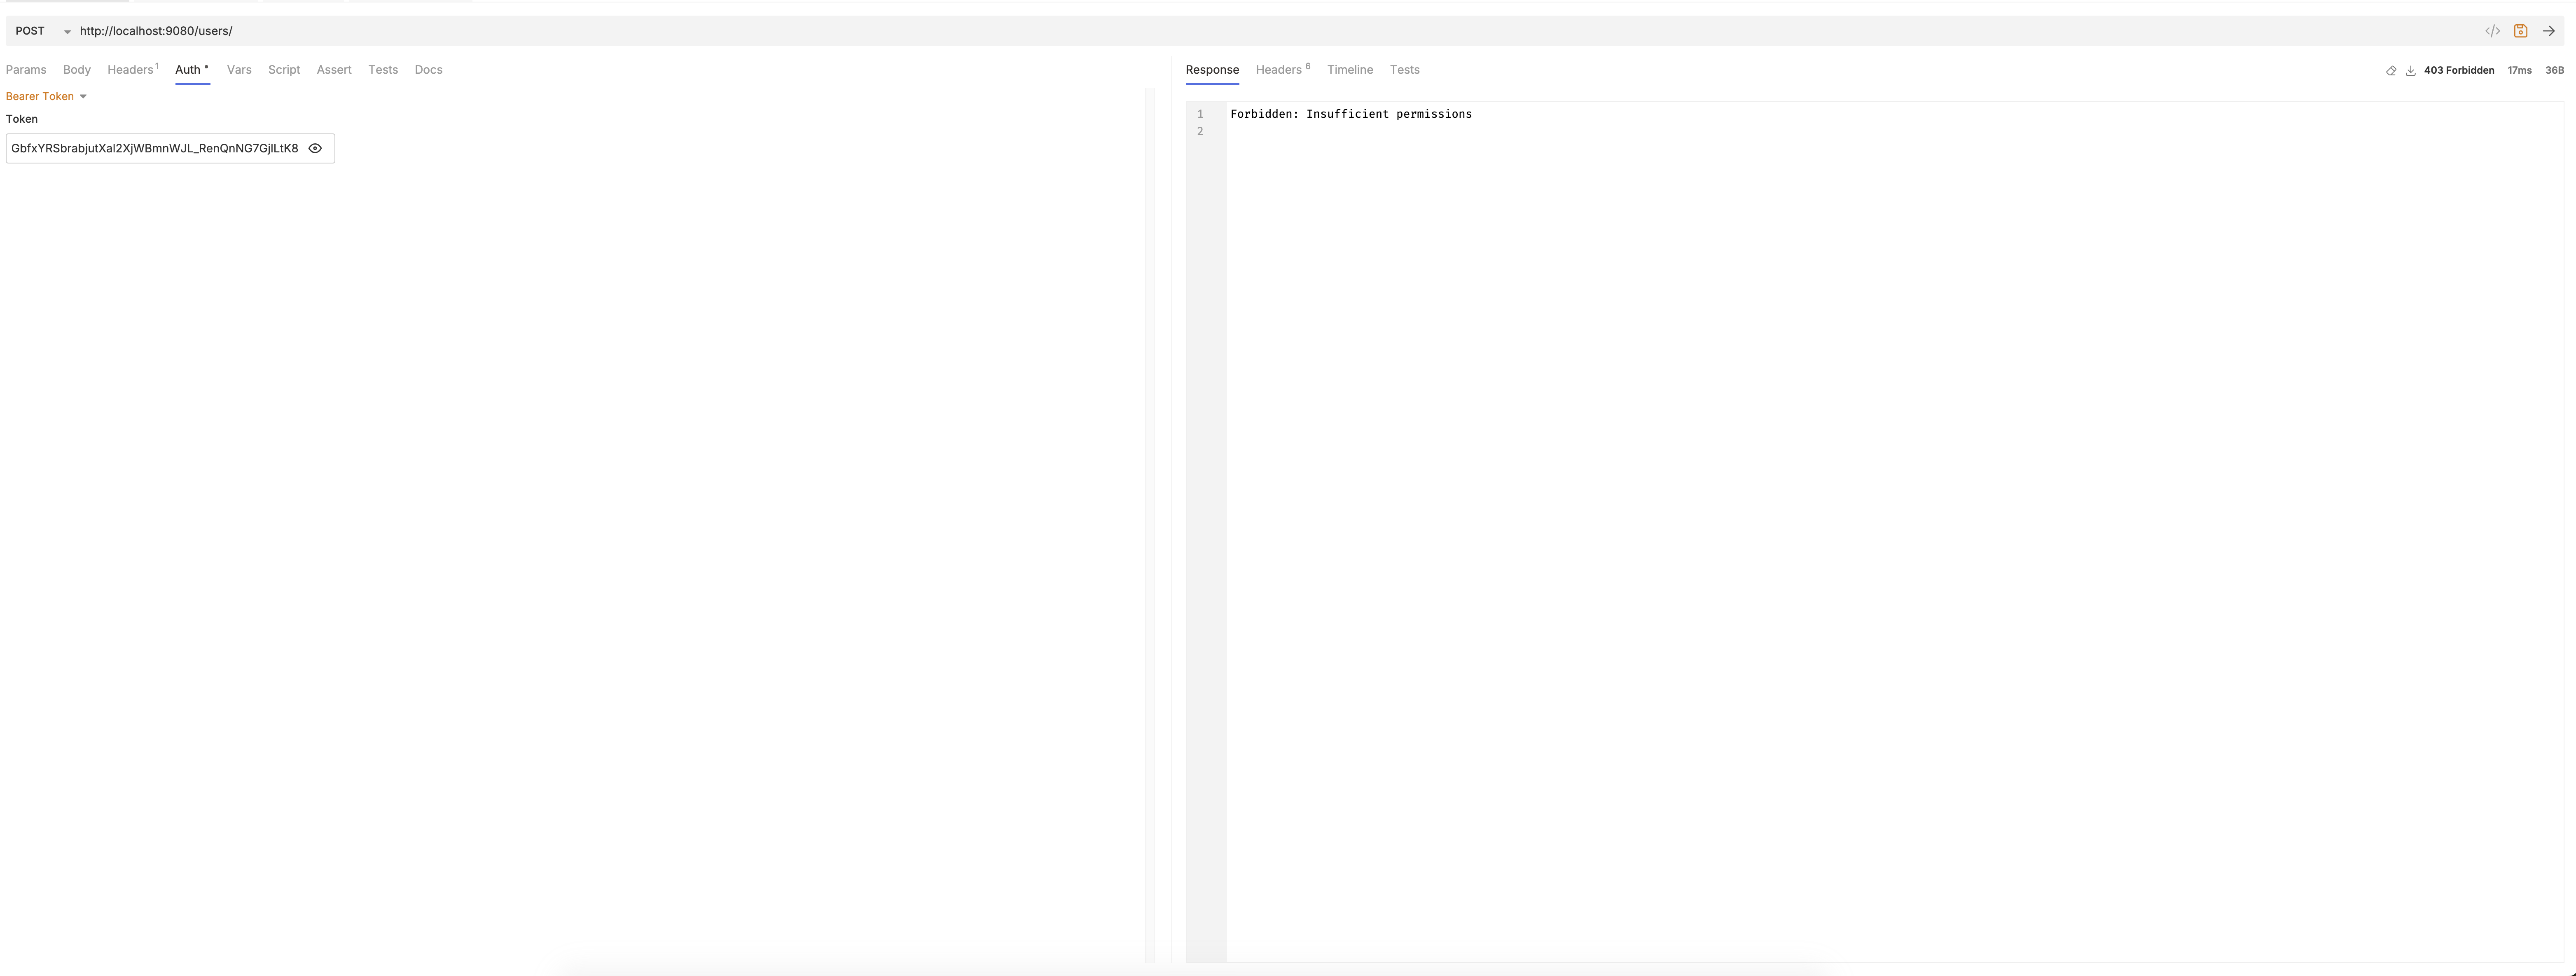 POST http://localhost:9080/users/
Params Body Headers 1 Auth * Vars Script Assert Tests Docs
Bearer Token
Token
GbfxYRSbrabjutXal2XjWBmnWJL_RenQnNG7GjlLtK8
Response Headers 6 Timeline Tests 403 Forbidden 17ms 36B
1 Forbidden: Insufficient permissions
2